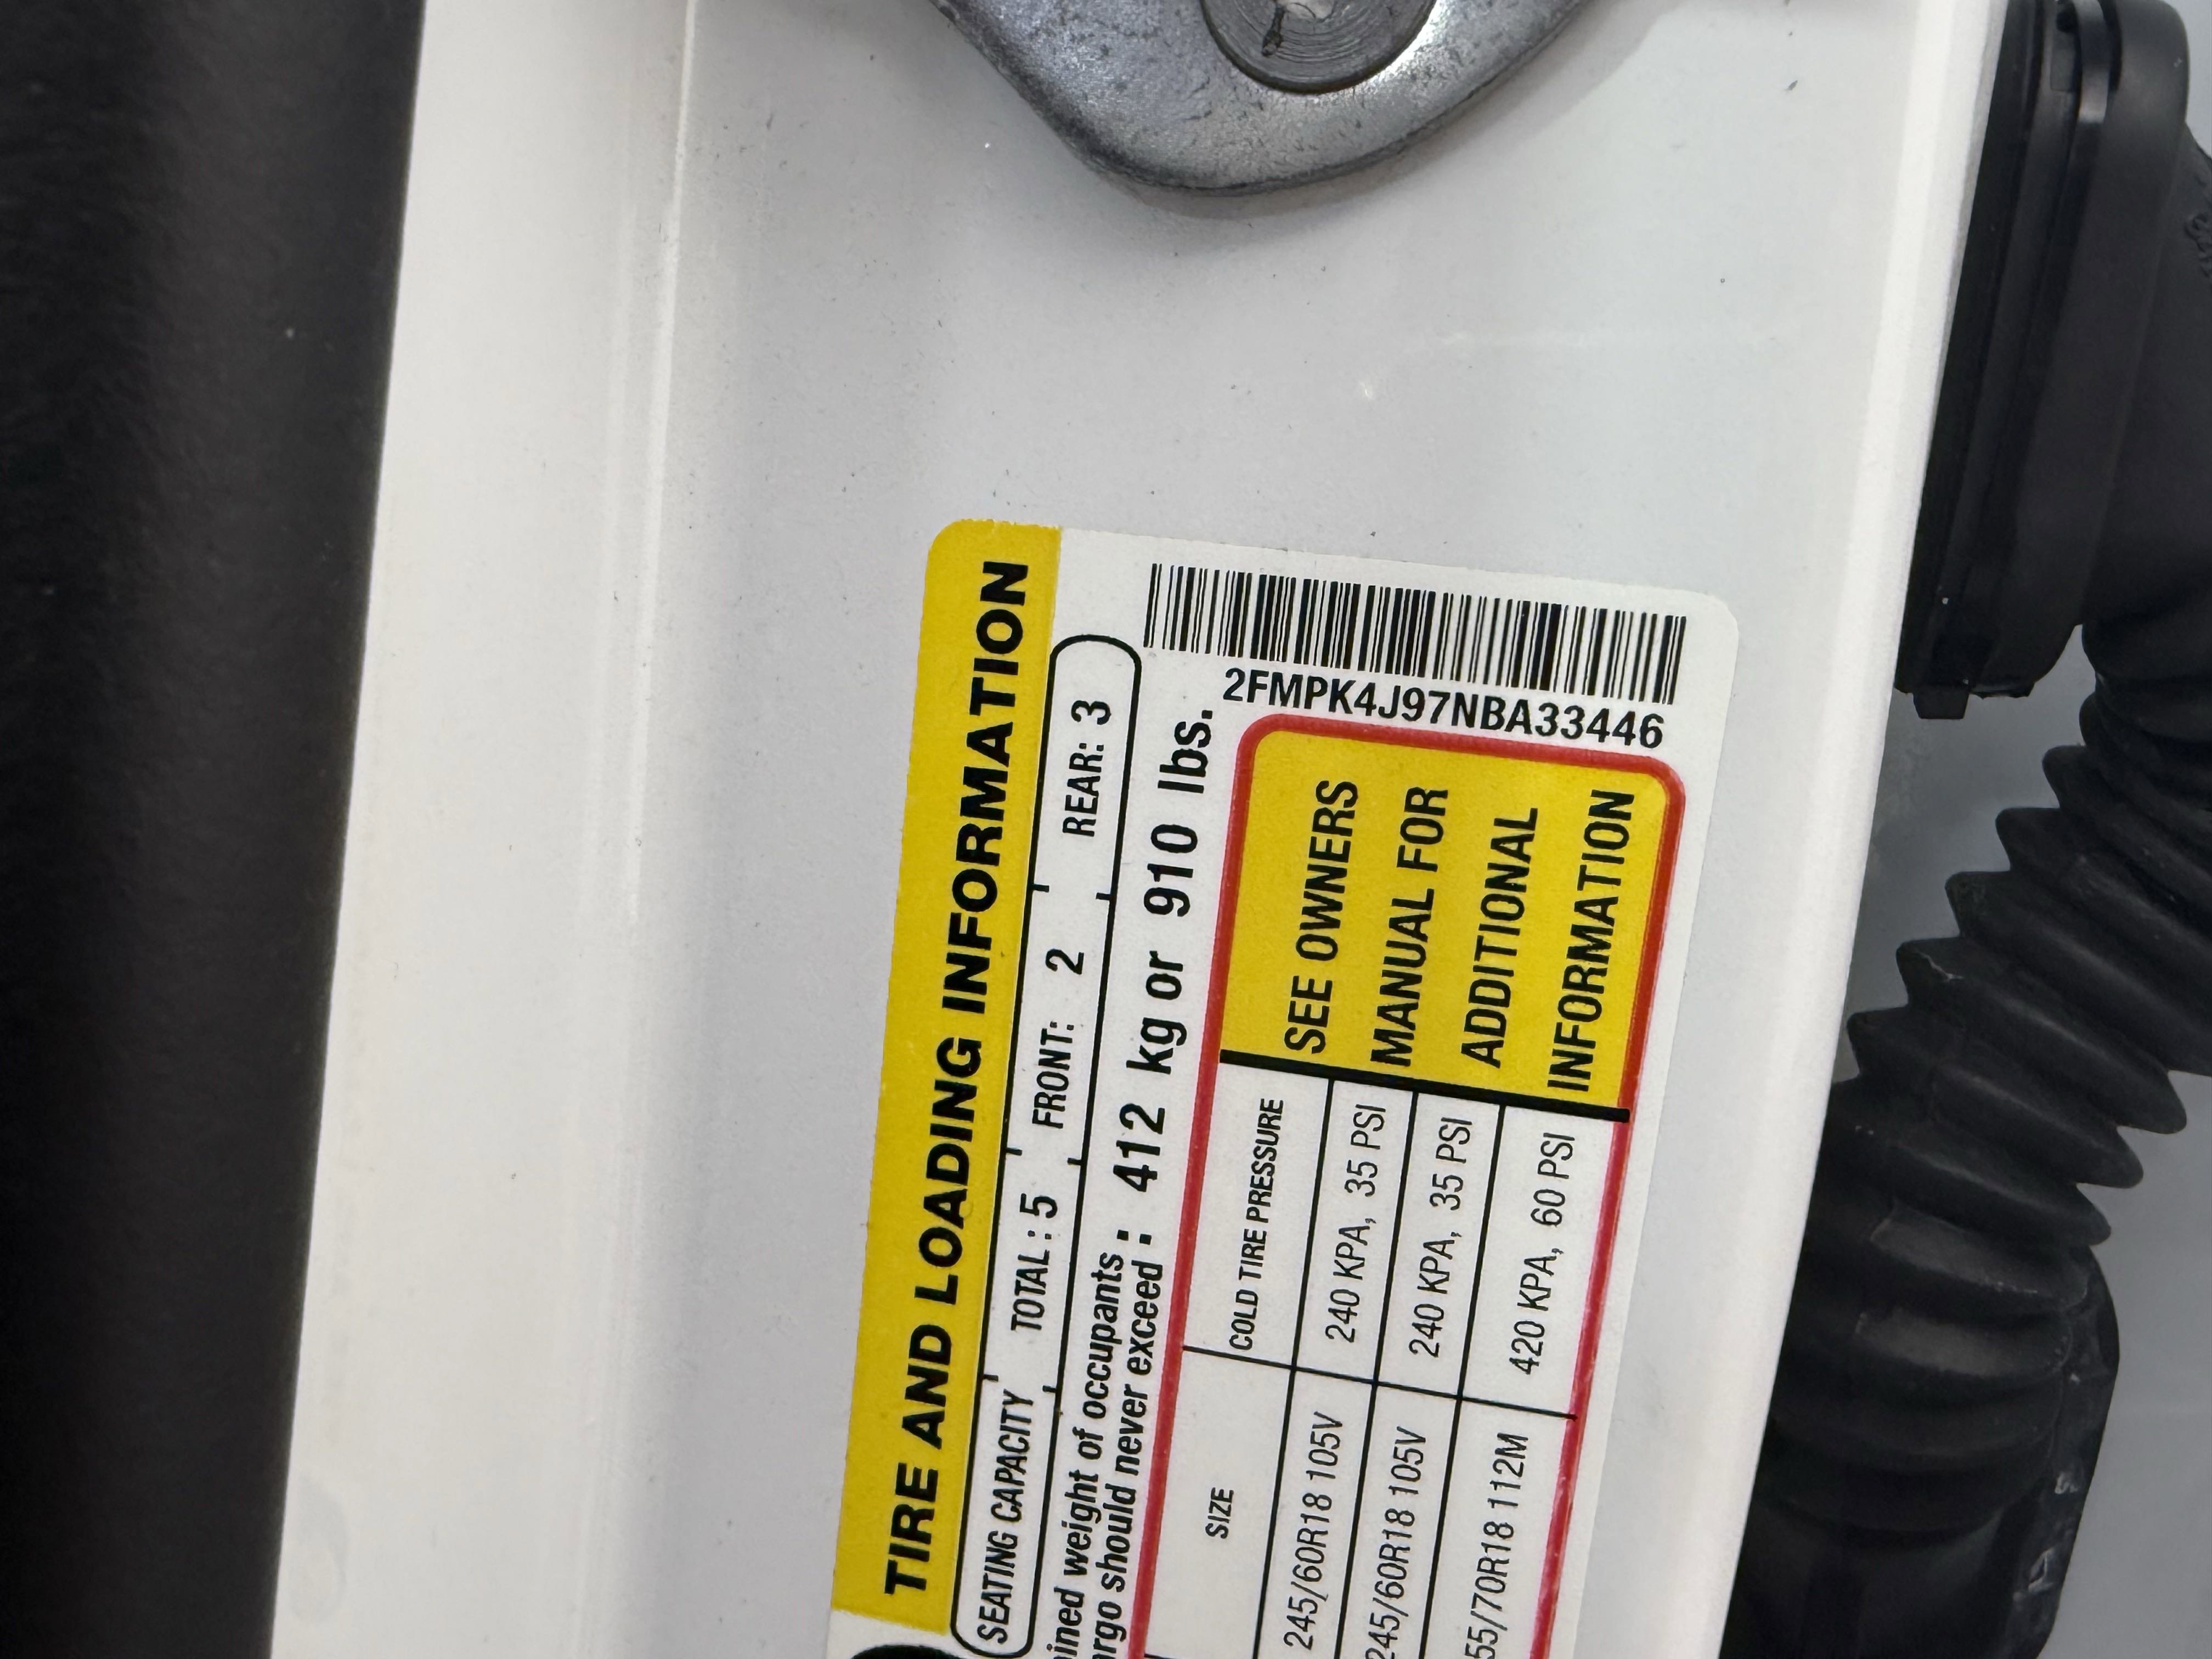 TIRE AND LOADING INFORMATION
SEATING CAPACITY TOTAL : 5 FRONT: 2 REAR: 3
weight of occupants
should never exceed : 412 kg or 910 lbs.
2FMPK4J97NBA33446
SIZE COLD TIRE PRESSURE
245/60R18 105V 240 KPA, 35 PSI
245/60R18 105V 240 KPA, 35 PSI
55/70R18 112M 420 KPA, 60 PSI
SEE OWNERS
MANUAL FOR
ADDITIONAL
INFORMATION